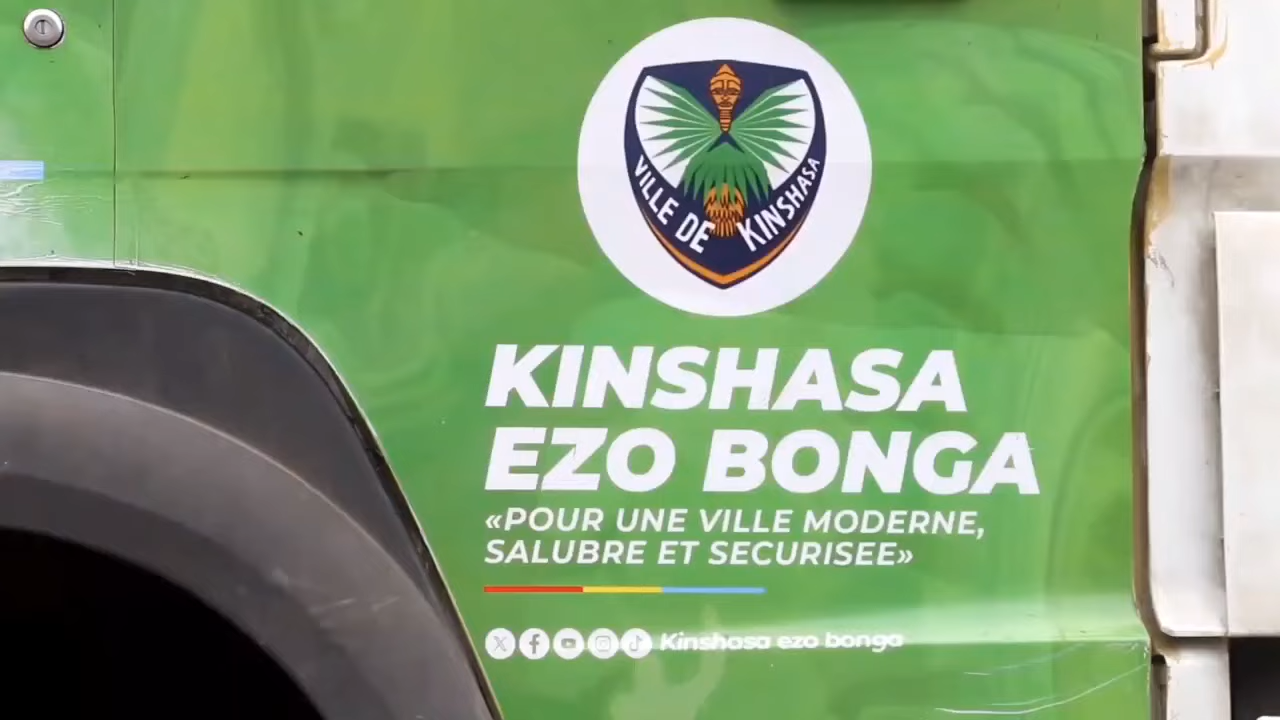 VILLE DE KINSHASA
KINSHASA
EZO BONGA
«POUR UNE VILLE MODERNE,
SALUBRE ET SECURISEE»
Kinshasa ezo bonga